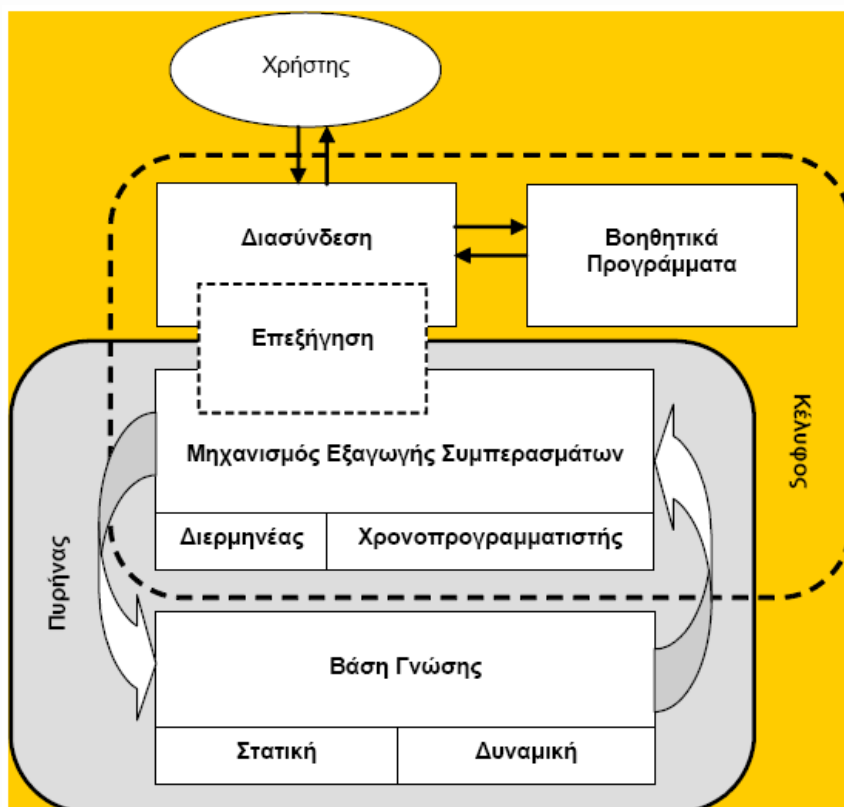 Χρήστης
Διασύνδεση
Βοηθητικά
Προγράμματα
Επεξήγηση
Κέλυφος
Μηχανισμός Εξαγωγής Συμπερασμάτων
Διερμηνέας
Χρονοπρογραμματιστής
Πυρήνας
Βάση Γνώσης
Στατική
Δυναμική